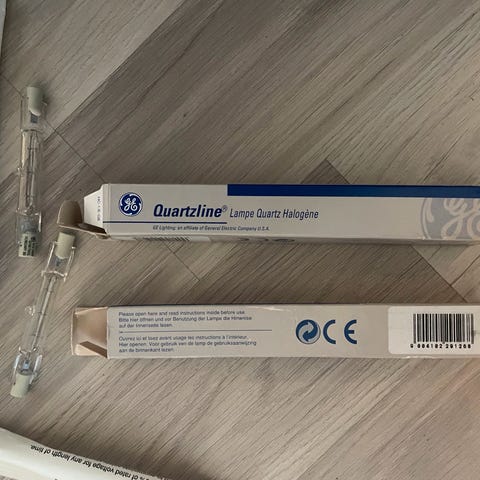 Quartzline® Lampe Quartz Halogène
GE Lighting: an affiliate of General Electric Company U.S.A.
Please open here and read instructions inside before use.
Bitte hier öffnen und vor Benutzung der Lampe die Hinweise
auf der Innenseite lesen.
Ouvrez ici et lisez avant usage les instructions à l'intérieur.
Hier openen. Voor gebruik van de lamp de gebruiksaanwijzing
aan de binnenkant lezen.
CE
% of rated voltage for any length of time.